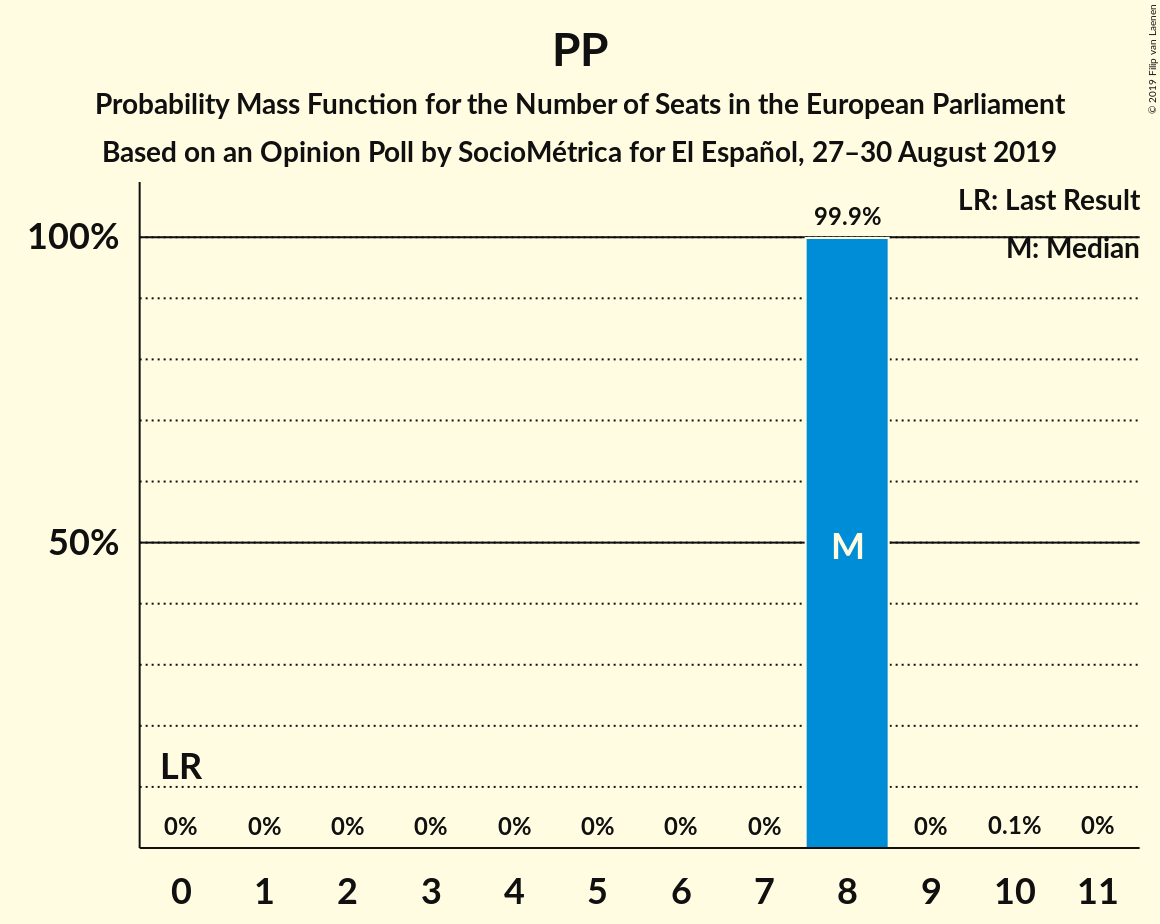 PP
Probability Mass Function for the Number of Seats in the European Parliament
Based on an Opinion Poll by SocioMétrica for El Español, 27–30 August 2019
© 2019 Filip van Laenen
LR: Last Result
M: Median
99.9%
100%
50%
M
LR
0% 0% 0% 0% 0% 0% 0% 0% 0% 0.1% 0%
0 1 2 3 4 5 6 7 8 9 10 11